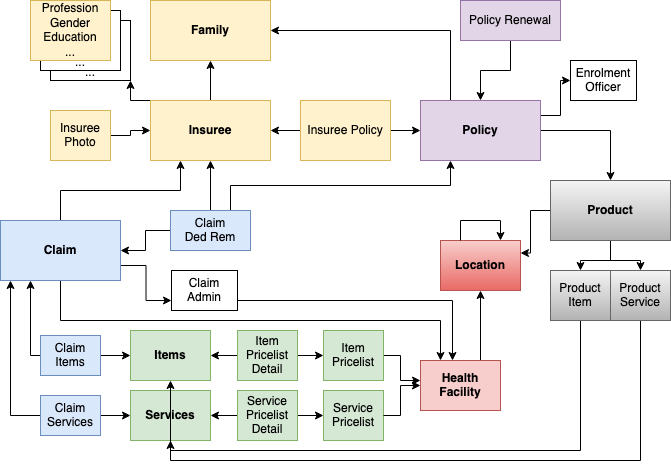 Profession
Gender
Education
...
...
...
Family
Policy Renewal
Enrolment
Officer
Insuree
Photo
Insuree
Insuree Policy
Policy
Product
Claim
Ded Rem
Claim
Location
Claim
Admin
Product
Item
Product
Service
Claim
Items
Items
Item
Pricelist
Detail
Item
Pricelist
Health
Facility
Claim
Services
Services
Service
Pricelist
Detail
Service
Pricelist